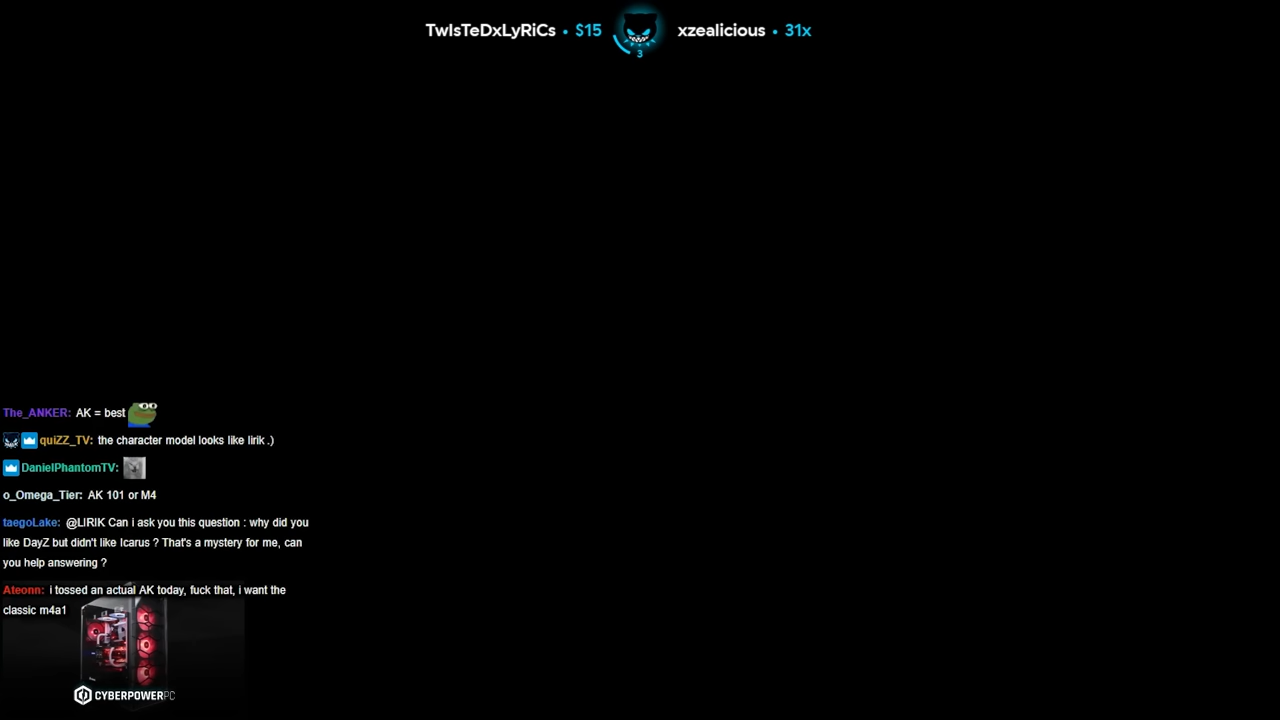 TwIsTeDxLyRiCs • $15
3
xzealicious • 31x
The_ANKER: AK = best
quiZZ_TV: the character model looks like lirik .)
DanielPhantomTV:
o_Omega_Tier: AK 101 or M4
taegoLake: @LIRIK Can i ask you this question : why did you
like DayZ but didn't like Icarus ? That's a mystery for me, can
you help answering ?
Ateonn: i tossed an actual AK today, fuck that, i want the
classic m4a1
CYBERPOWERPC